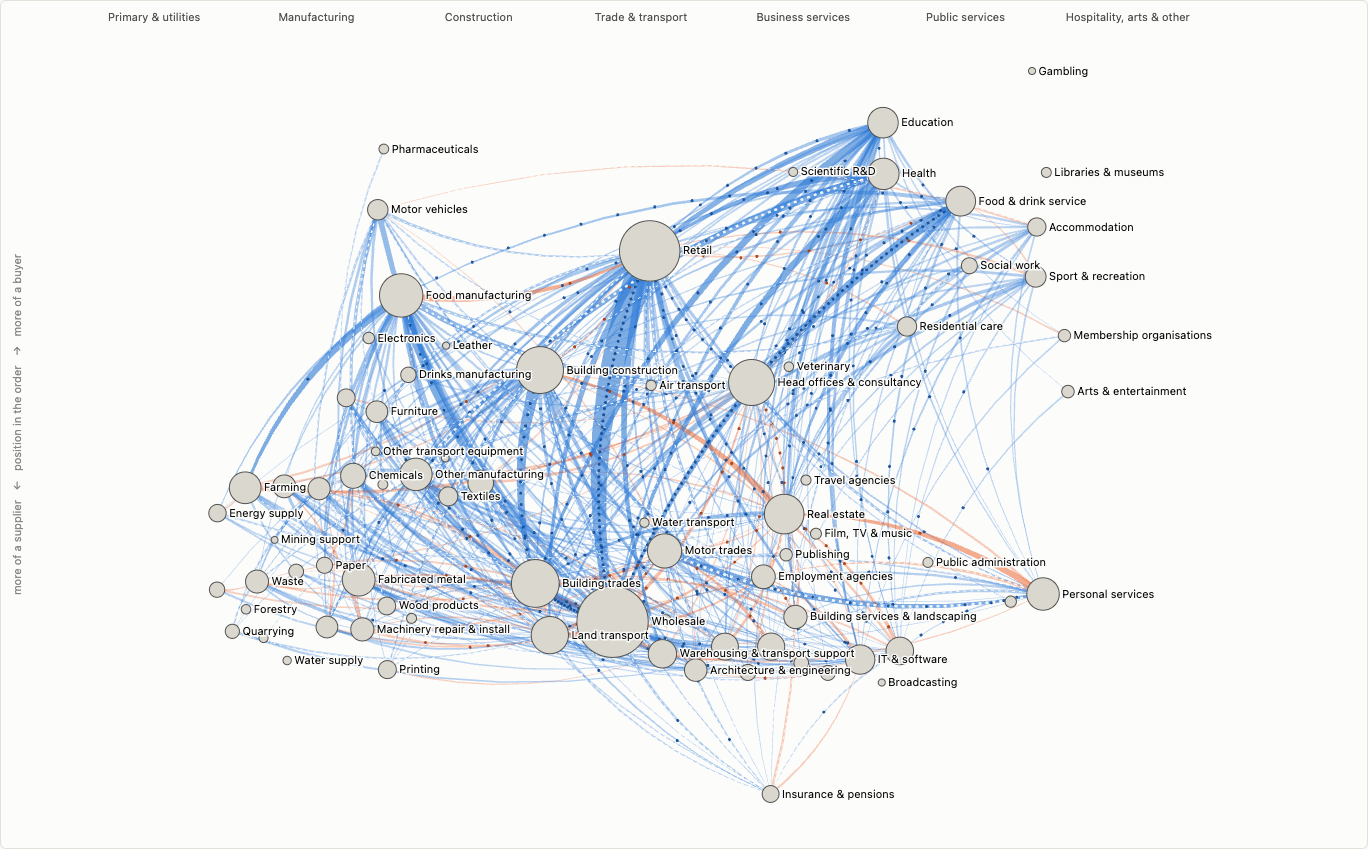 Primary & utilities
Manufacturing
Construction
Trade & transport
Business services
Public services
Hospitality, arts & other
more of a supplier ← position in the order → more of a buyer
Gambling
Education
Pharmaceuticals
Scientific R&D
Health
Libraries & museums
Food & drink service
Motor vehicles
Accommodation
Retail
Social work
Sport & recreation
Food manufacturing
Residential care
Membership organisations
Electronics
Leather
Veterinary
Building construction
Drinks manufacturing
Air transport
Head offices & consultancy
Arts & entertainment
Furniture
Other transport equipment
Chemicals
Other manufacturing
Travel agencies
Farming
Textiles
Energy supply
Real estate
Water transport
Film, TV & music
Mining support
Motor trades
Publishing
Public administration
Paper
Waste
Fabricated metal
Building trades
Employment agencies
Personal services
Forestry
Wood products
Building services & landscaping
Wholesale
Quarrying
Machinery repair & install
Land transport
Warehousing & transport support
IT & software
Water supply
Printing
Architecture & engineering
Broadcasting
Insurance & pensions